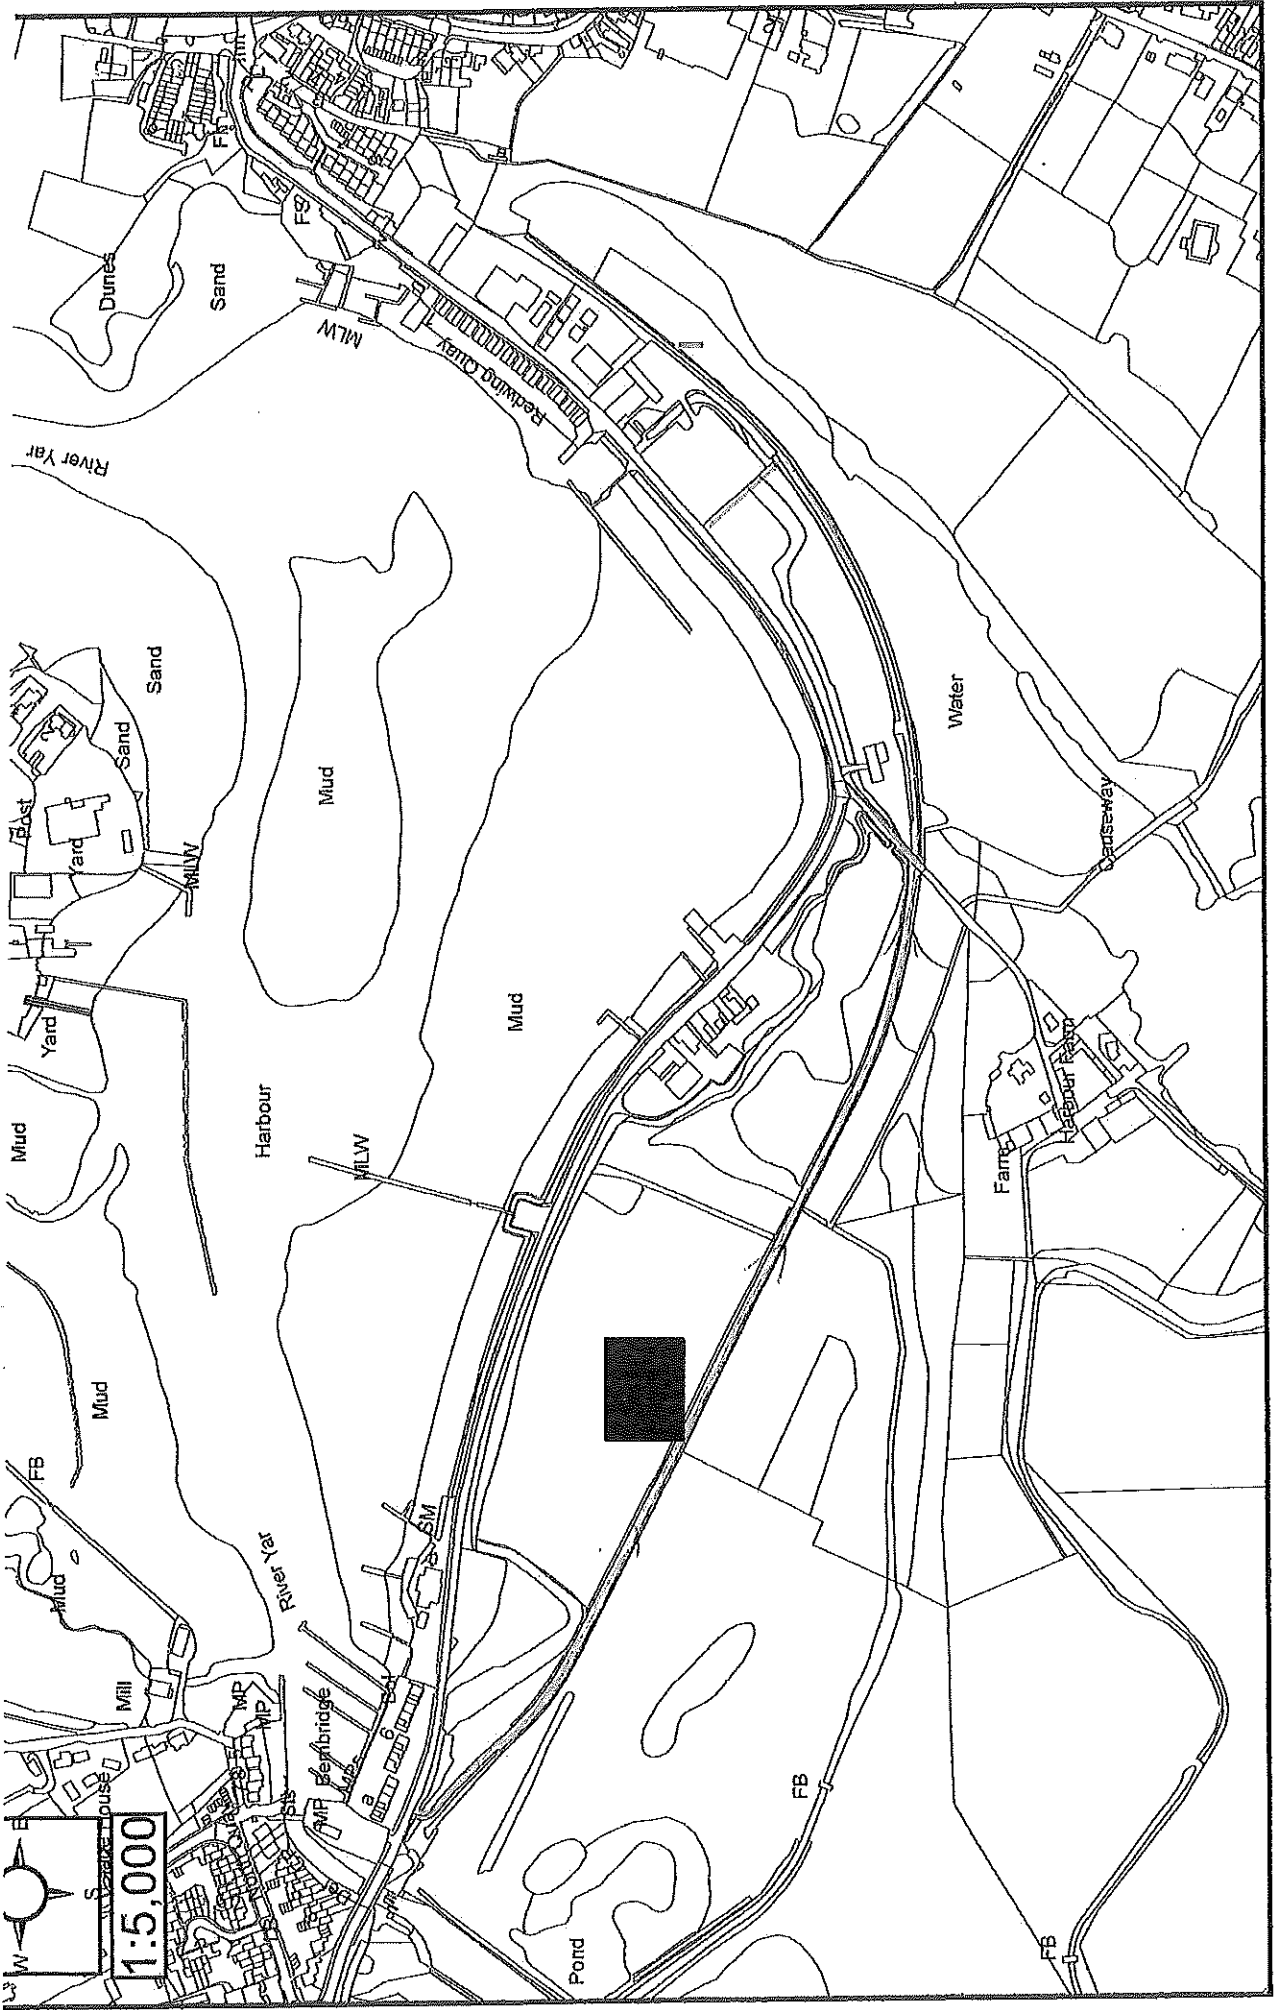 W
E
S
1:5,000
Mill
MP
MP
River Yar
Mud
FB
Mud
Mud
Yard
Yard
Post
MLW
Sand
Sand
River Yar
Dunes
Sand
FS
MLW
Redwing Quay
Mud
Harbour
MLW
Mud
Bembridge
MP
a
6
SM
Water
Causeway
Harbour Farm
Farm
FB
Pond
FB